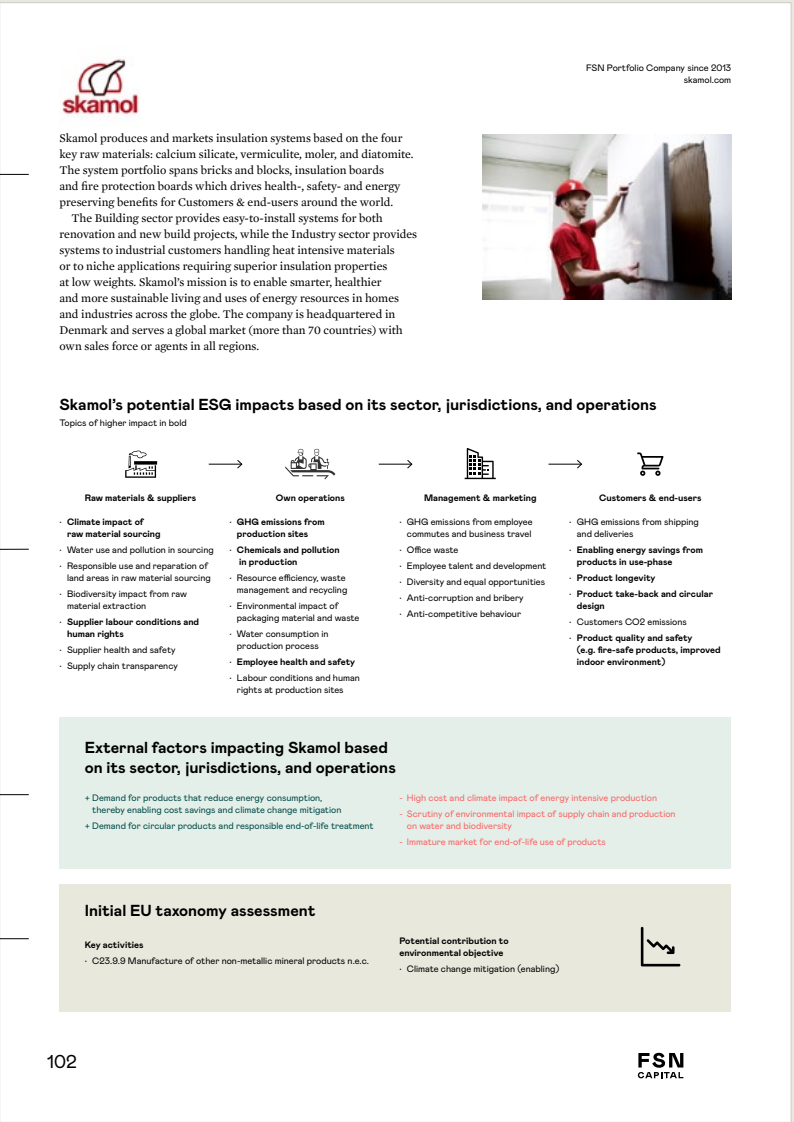 skamol
FSN Portfolio Company since 2013
skamol.com
Skamol produces and markets insulation systems based on the four
key raw materials: calcium silicate, vermiculite, moler, and diatomite.
The system portfolio spans bricks and blocks, insulation boards
and fire protection boards which drives health-, safety- and energy
preserving benefits for Customers & end-users around the world.
The Building sector provides easy-to-install systems for both
renovation and new build projects, while the Industry sector provides
systems to industrial customers handling heat intensive materials
or to niche applications requiring superior insulation properties
at low weights. Skamol's mission is to enable smarter, healthier
and more sustainable living and uses of energy resources in homes
and industries across the globe. The company is headquartered in
Denmark and serves a global market (more than 70 countries) with
own sales force or agents in all regions.
Skamol's potential ESG impacts based on its sector, jurisdictions, and operations
Topics of higher impact in bold
Raw materials & suppliers
· Climate impact of
raw material sourcing
· Water use and pollution in sourcing
· Responsible use and reparation of
land areas in raw material sourcing
· Biodiversity impact from raw
material extraction
· Supplier labour conditions and
human rights
· Supplier health and safety
· Supply chain transparency
Own operations
· GHG emissions from
production sites
· Chemicals and pollution
in production
· Resource efficiency, waste
management and recycling
· Environmental impact of
packaging material and waste
· Water consumption in
production process
· Employee health and safety
· Labour conditions and human
rights at production sites
Management & marketing
· GHG emissions from employee
commutes and business travel
· Office waste
· Employee talent and development
· Diversity and equal opportunities
· Anti-corruption and bribery
· Anti-competitive behaviour
Customers & end-users
· GHG emissions from shipping
and deliveries
· Enabling energy savings from
products in use-phase
· Product longevity
· Product take-back and circular
design
· Customers CO2 emissions
· Product quality and safety
(e.g. fire-safe products, improved
indoor environment)
External factors impacting Skamol based
on its sector, jurisdictions, and operations
+ Demand for products that reduce energy consumption,
thereby enabling cost savings and climate change mitigation
+ Demand for circular products and responsible end-of-life treatment
- High cost and climate impact of energy intensive production
- Scrutiny of environmental impact of supply chain and production
on water and biodiversity
- Immature market for end-of-life use of products
Initial EU taxonomy assessment
Key activities
· C23.9.9 Manufacture of other non-metallic mineral products n.e.c.
Potential contribution to
environmental objective
· Climate change mitigation (enabling)
102
FSN
CAPITAL